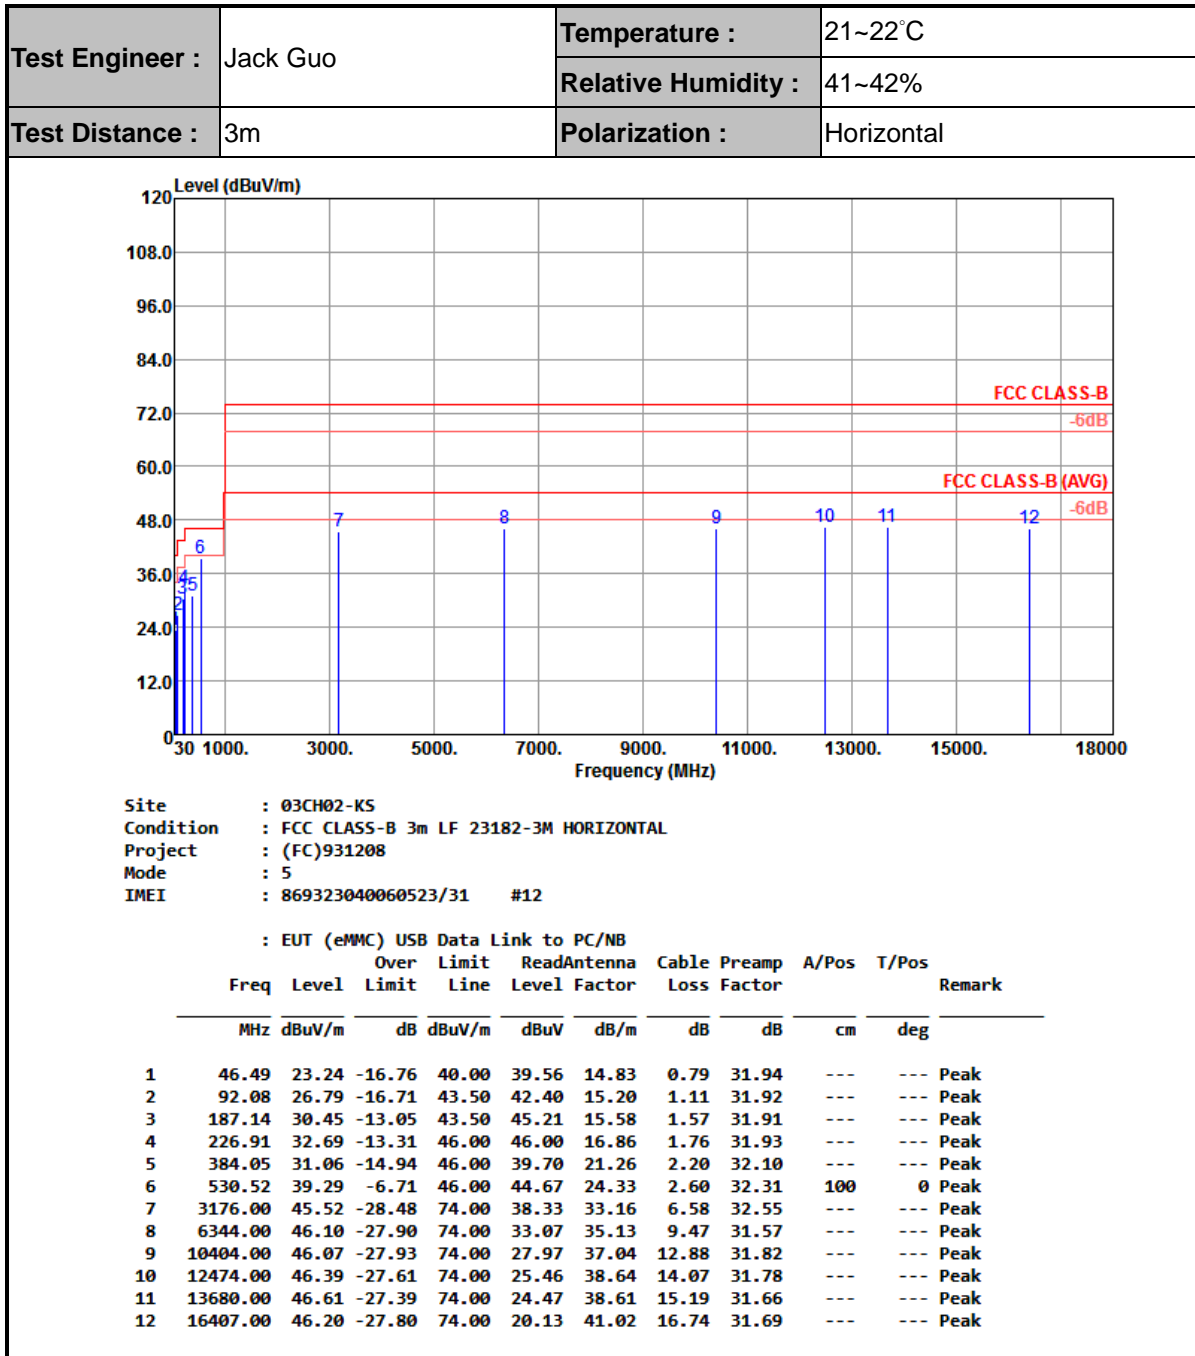 Test Engineer : Jack Guo Temperature : 21~22°C
Relative Humidity : 41~42%
Test Distance : 3m Polarization : Horizontal
Level (dBuV/m)
120
108.0
96.0
84.0
FCC CLASS-B
72.0
-6dB
60.0
FCC CLASS-B (AVG)
-6dB
48.0
7 8 9 10 11 12
6
36.0
4
3 5
2
24.0
12.0
0
30 1000. 3000. 5000. 7000. 9000. 11000. 13000. 15000. 18000
Frequency (MHz)
Site : 03CH02-KS
Condition : FCC CLASS-B 3m LF 23182-3M HORIZONTAL
Project : (FC)931208
Mode : 5
IMEI : 869323040060523/31 #12
: EUT (eMMC) USB Data Link to PC/NB
Over Limit ReadAntenna Cable Preamp A/Pos T/Pos
Freq Level Limit Line Level Factor Loss Factor Remark
MHz dBuV/m dB dBuV/m dBuV dB/m dB dB cm deg
1 46.49 23.24 -16.76 40.00 39.56 14.83 0.79 31.94 --- --- Peak
2 92.08 26.79 -16.71 43.50 42.40 15.20 1.11 31.92 --- --- Peak
3 187.14 30.45 -13.05 43.50 45.21 15.58 1.57 31.91 --- --- Peak
4 226.91 32.69 -13.31 46.00 46.00 16.86 1.76 31.93 --- --- Peak
5 384.05 31.06 -14.94 46.00 39.70 21.26 2.20 32.10 --- --- Peak
6 530.52 39.29 -6.71 46.00 44.67 24.33 2.60 32.31 100 0 Peak
7 3176.00 45.52 -28.48 74.00 38.33 33.16 6.58 32.55 --- --- Peak
8 6344.00 46.10 -27.90 74.00 33.07 35.13 9.47 31.57 --- --- Peak
9 10404.00 46.07 -27.93 74.00 27.97 37.04 12.88 31.82 --- --- Peak
10 12474.00 46.39 -27.61 74.00 25.46 38.64 14.07 31.78 --- --- Peak
11 13680.00 46.61 -27.39 74.00 24.47 38.61 15.19 31.66 --- --- Peak
12 16407.00 46.20 -27.80 74.00 20.13 41.02 16.74 31.69 --- --- Peak